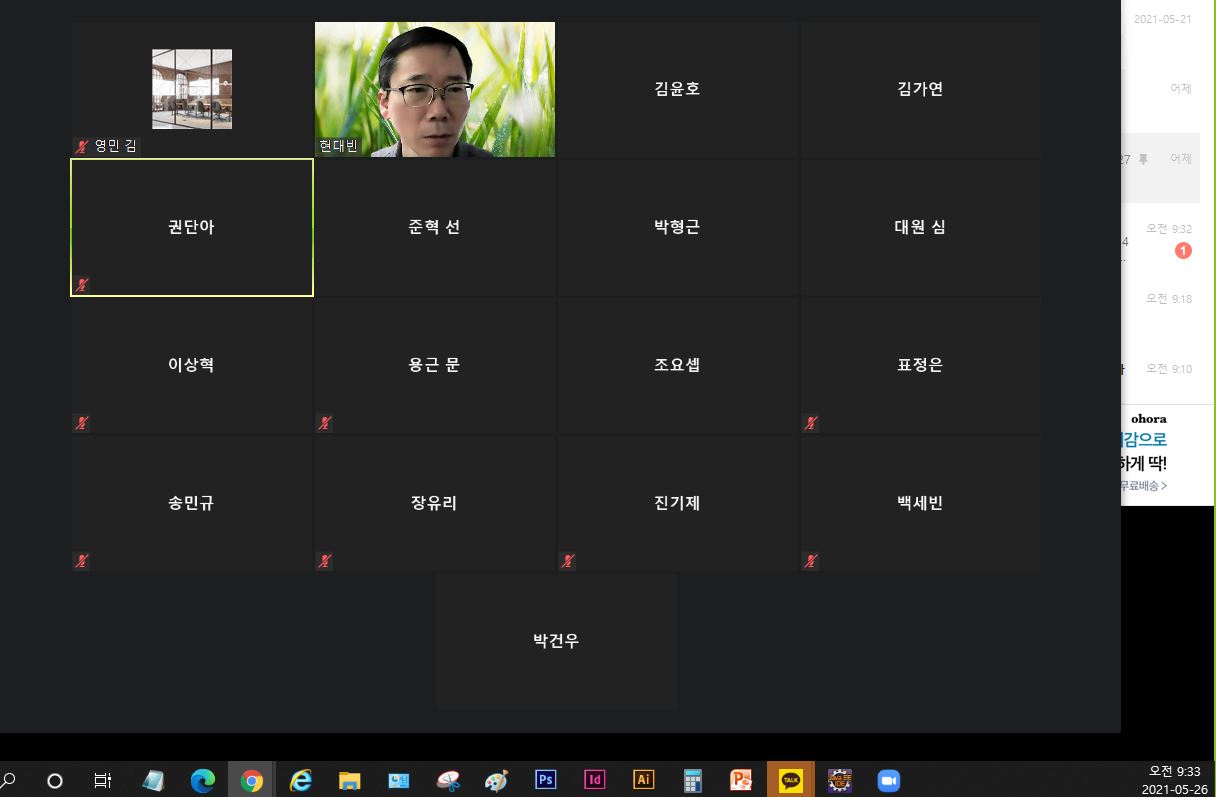 2021-05-21
어제
영민 김
현대빈
김윤호
김가연
27
어제
권단아
준혁 선
박형근
대원 심
오전 9:32
4
..
1
오전 9:18
이상혁
용근 문
조요셉
표정은
오전 9:10
ohora
감으로
하게 딱!
무료배송 >
송민규
장유리
진기제
백세빈
박건우
Ps
Id
Ai
TALK
오전 9:33
2021-05-26